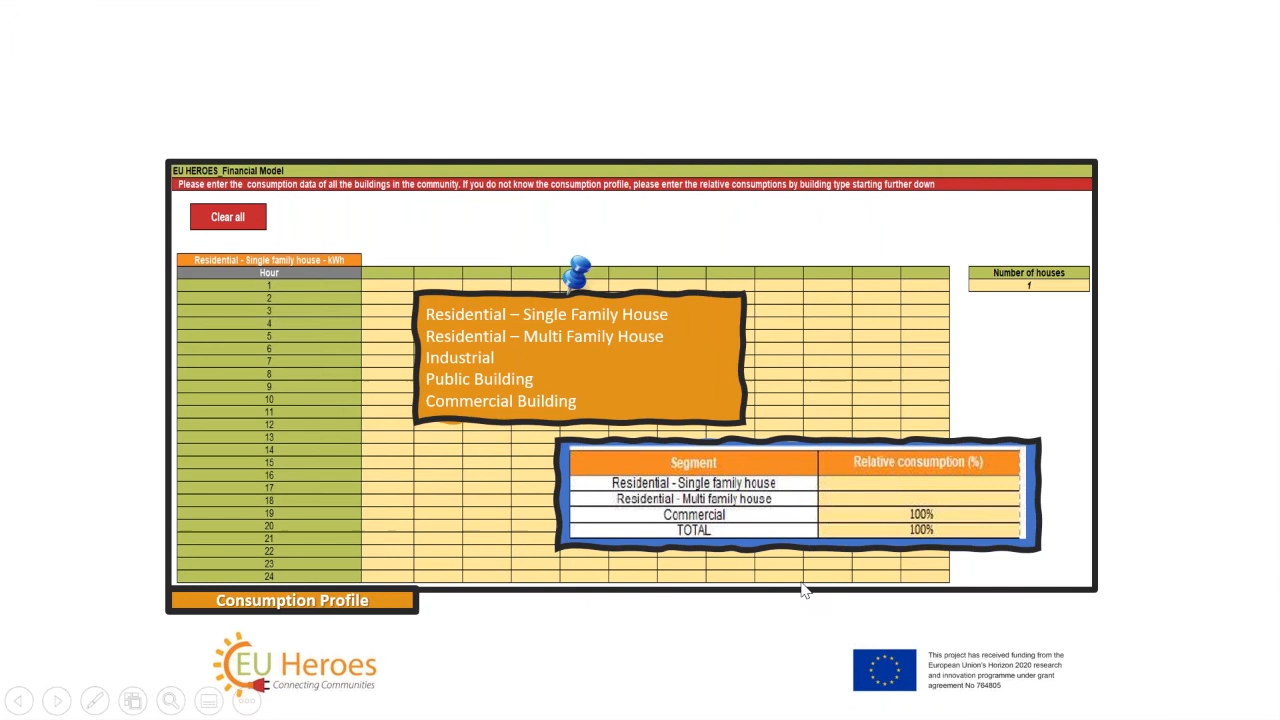 EU HEROES_Financial Model
Please enter the consumption data of all the buildings in the community. If you do not know the consumption profile, please enter the relative consumptions by building type starting further down
Clear all
Residential - Single family house - kWh
Hour
Number of houses
1
1
2
3
4
5
6
7
8
9
10
11
12
13
14
15
16
17
18
19
20
21
22
23
24
Residential – Single Family House
Residential – Multi Family House
Industrial
Public Building
Commercial Building
Segment Relative consumption (%)
Residential - Single family house
Residential - Multi family house
Commercial 100%
TOTAL 100%
Consumption Profile
EU Heroes
Connecting Communities
This project has received funding from the
European Union's Horizon 2020 research
and innovation programme under grant
agreement No 764805